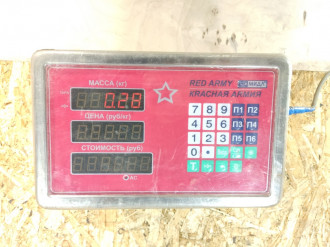 МАССА (кг)
0.28
RED ARMY МИДЛ
КРАСНАЯ АРМИЯ
ЦЕНА (руб/кг)
7 8 9 П1 П2
4 5 6 П3 П4
1 2 3 П5 П6
СТОИМОСТЬ (руб)
0
T